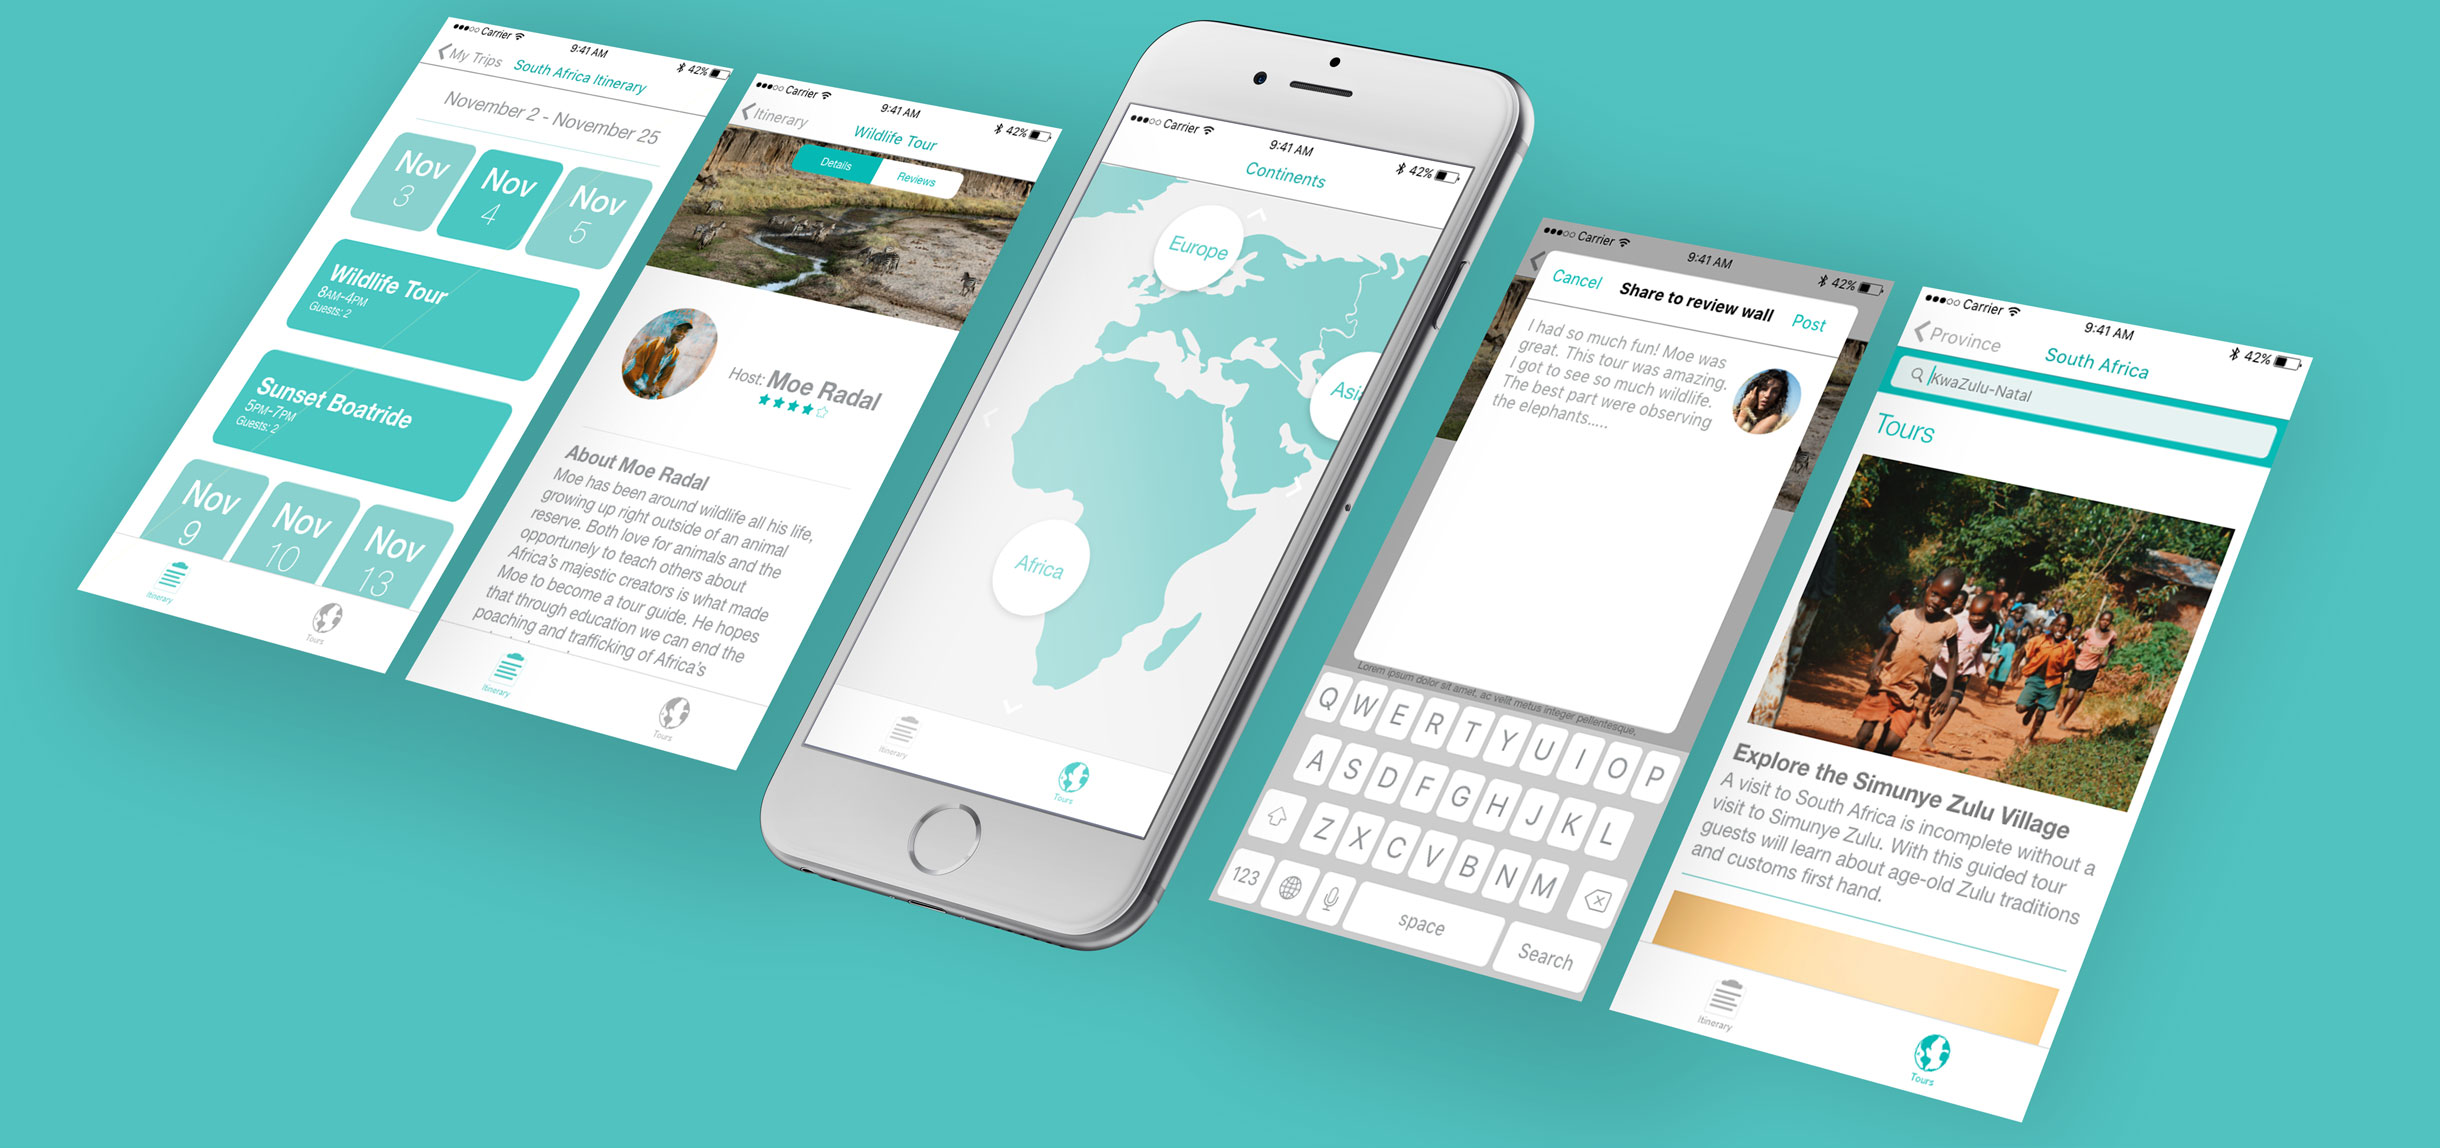 Carrier
9:41 AM
42%
My Trips
South Africa Itinerary
November 2 - November 25
Nov
3
Nov
4
Nov
5
Wildlife Tour
8AM-4PM
Guests: 2
Sunset Boatride
5PM-7PM
Guests: 2
Nov
9
Nov
10
Nov
13
Itinerary
Tours
Carrier
9:41 AM
42%
Itinerary
Wildlife Tour
Details
Reviews
Host: Moe Radal
About Moe Radal
Moe has been around wildlife all his life,
growing up right outside of an animal
reserve. Both love for animals and the
opportunely to teach others about
Africa's majestic creators is what made
Moe to become a tour guide. He hopes
that through education we can end the
poaching and trafficking of Africa's
Itinerary
Tours
Carrier
9:41 AM
42%
Continents
Europe
Asi
Africa
Itinerary
Tours
Carrier
9:41 AM
42%
Cancel
Share to review wall
Post
I had so much fun! Moe was
great. This tour was amazing.
I got to see so much wildlife.
The best part were observing
the elephants.....
Lorem ipsum dolor sit amet, ac velit metus integer pellentesque,
Q W E R T Y U I O P
A S D F G H J K L
Z X C V B N M
123
space
Search
Carrier
9:41 AM
42%
Province
South Africa
KwaZulu-Natal
Tours
Explore the Simunye Zulu Village
A visit to South Africa is incomplete without a
visit to Simunye Zulu. With this guided tour
guests will learn about age-old Zulu traditions
and customs first hand.
Itinerary
Tours